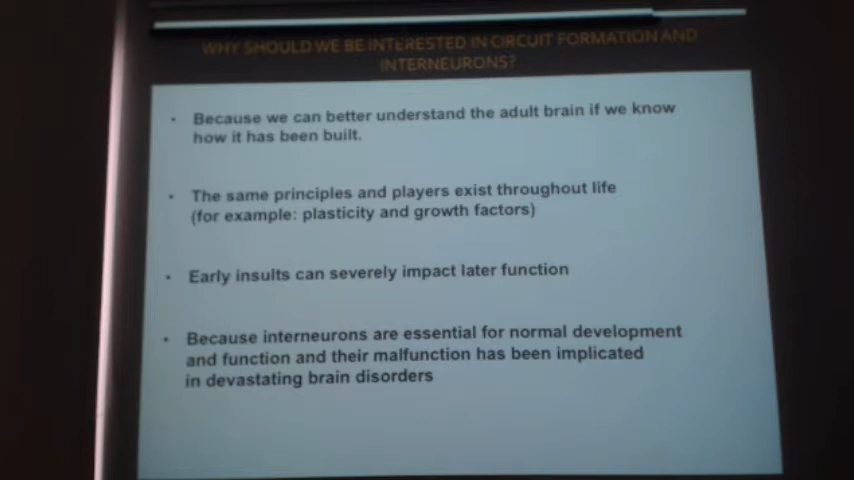 WHY SHOULD WE BE INTERESTED IN CIRCUIT FORMATION AND
INTERNEURONS?
· Because we can better understand the adult brain if we know
how it has been built.
· The same principles and players exist throughout life
(for example: plasticity and growth factors)
· Early insults can severely impact later function
· Because interneurons are essential for normal development
and function and their malfunction has been implicated
in devastating brain disorders